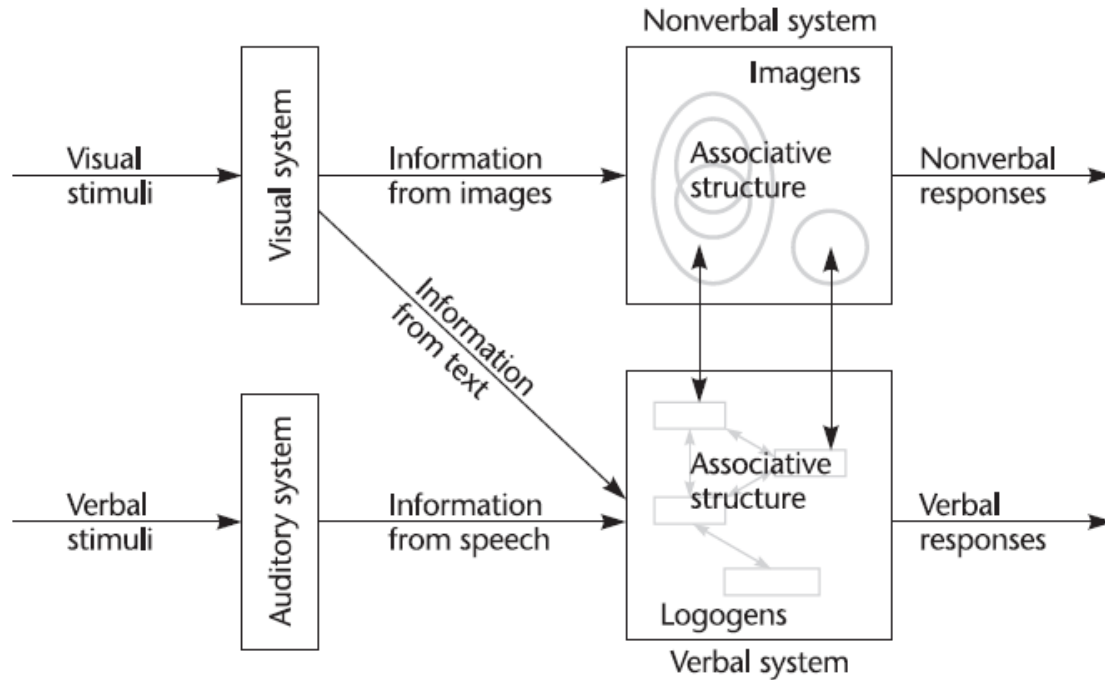 Nonverbal system
Imagens
Visual
stimuli
Visual system
Information
from images
Associative
structure
Nonverbal
responses
Information
from text
Verbal
stimuli
Auditory system
Information
from speech
Associative
structure
Verbal
responses
Logogens
Verbal system